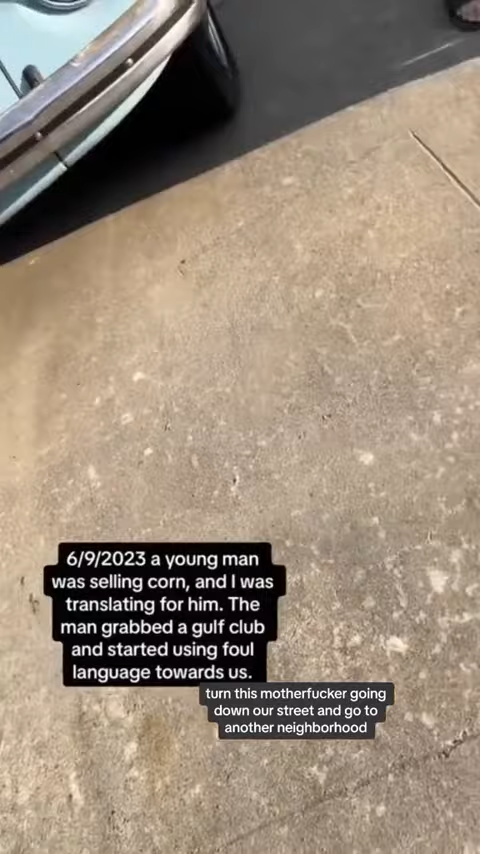 6/9/2023 a young man
was selling corn, and I was
translating for him. The
man grabbed a gulf club
and started using foul
language towards us.
turn this motherfucker going
down our street and go to
another neighborhood